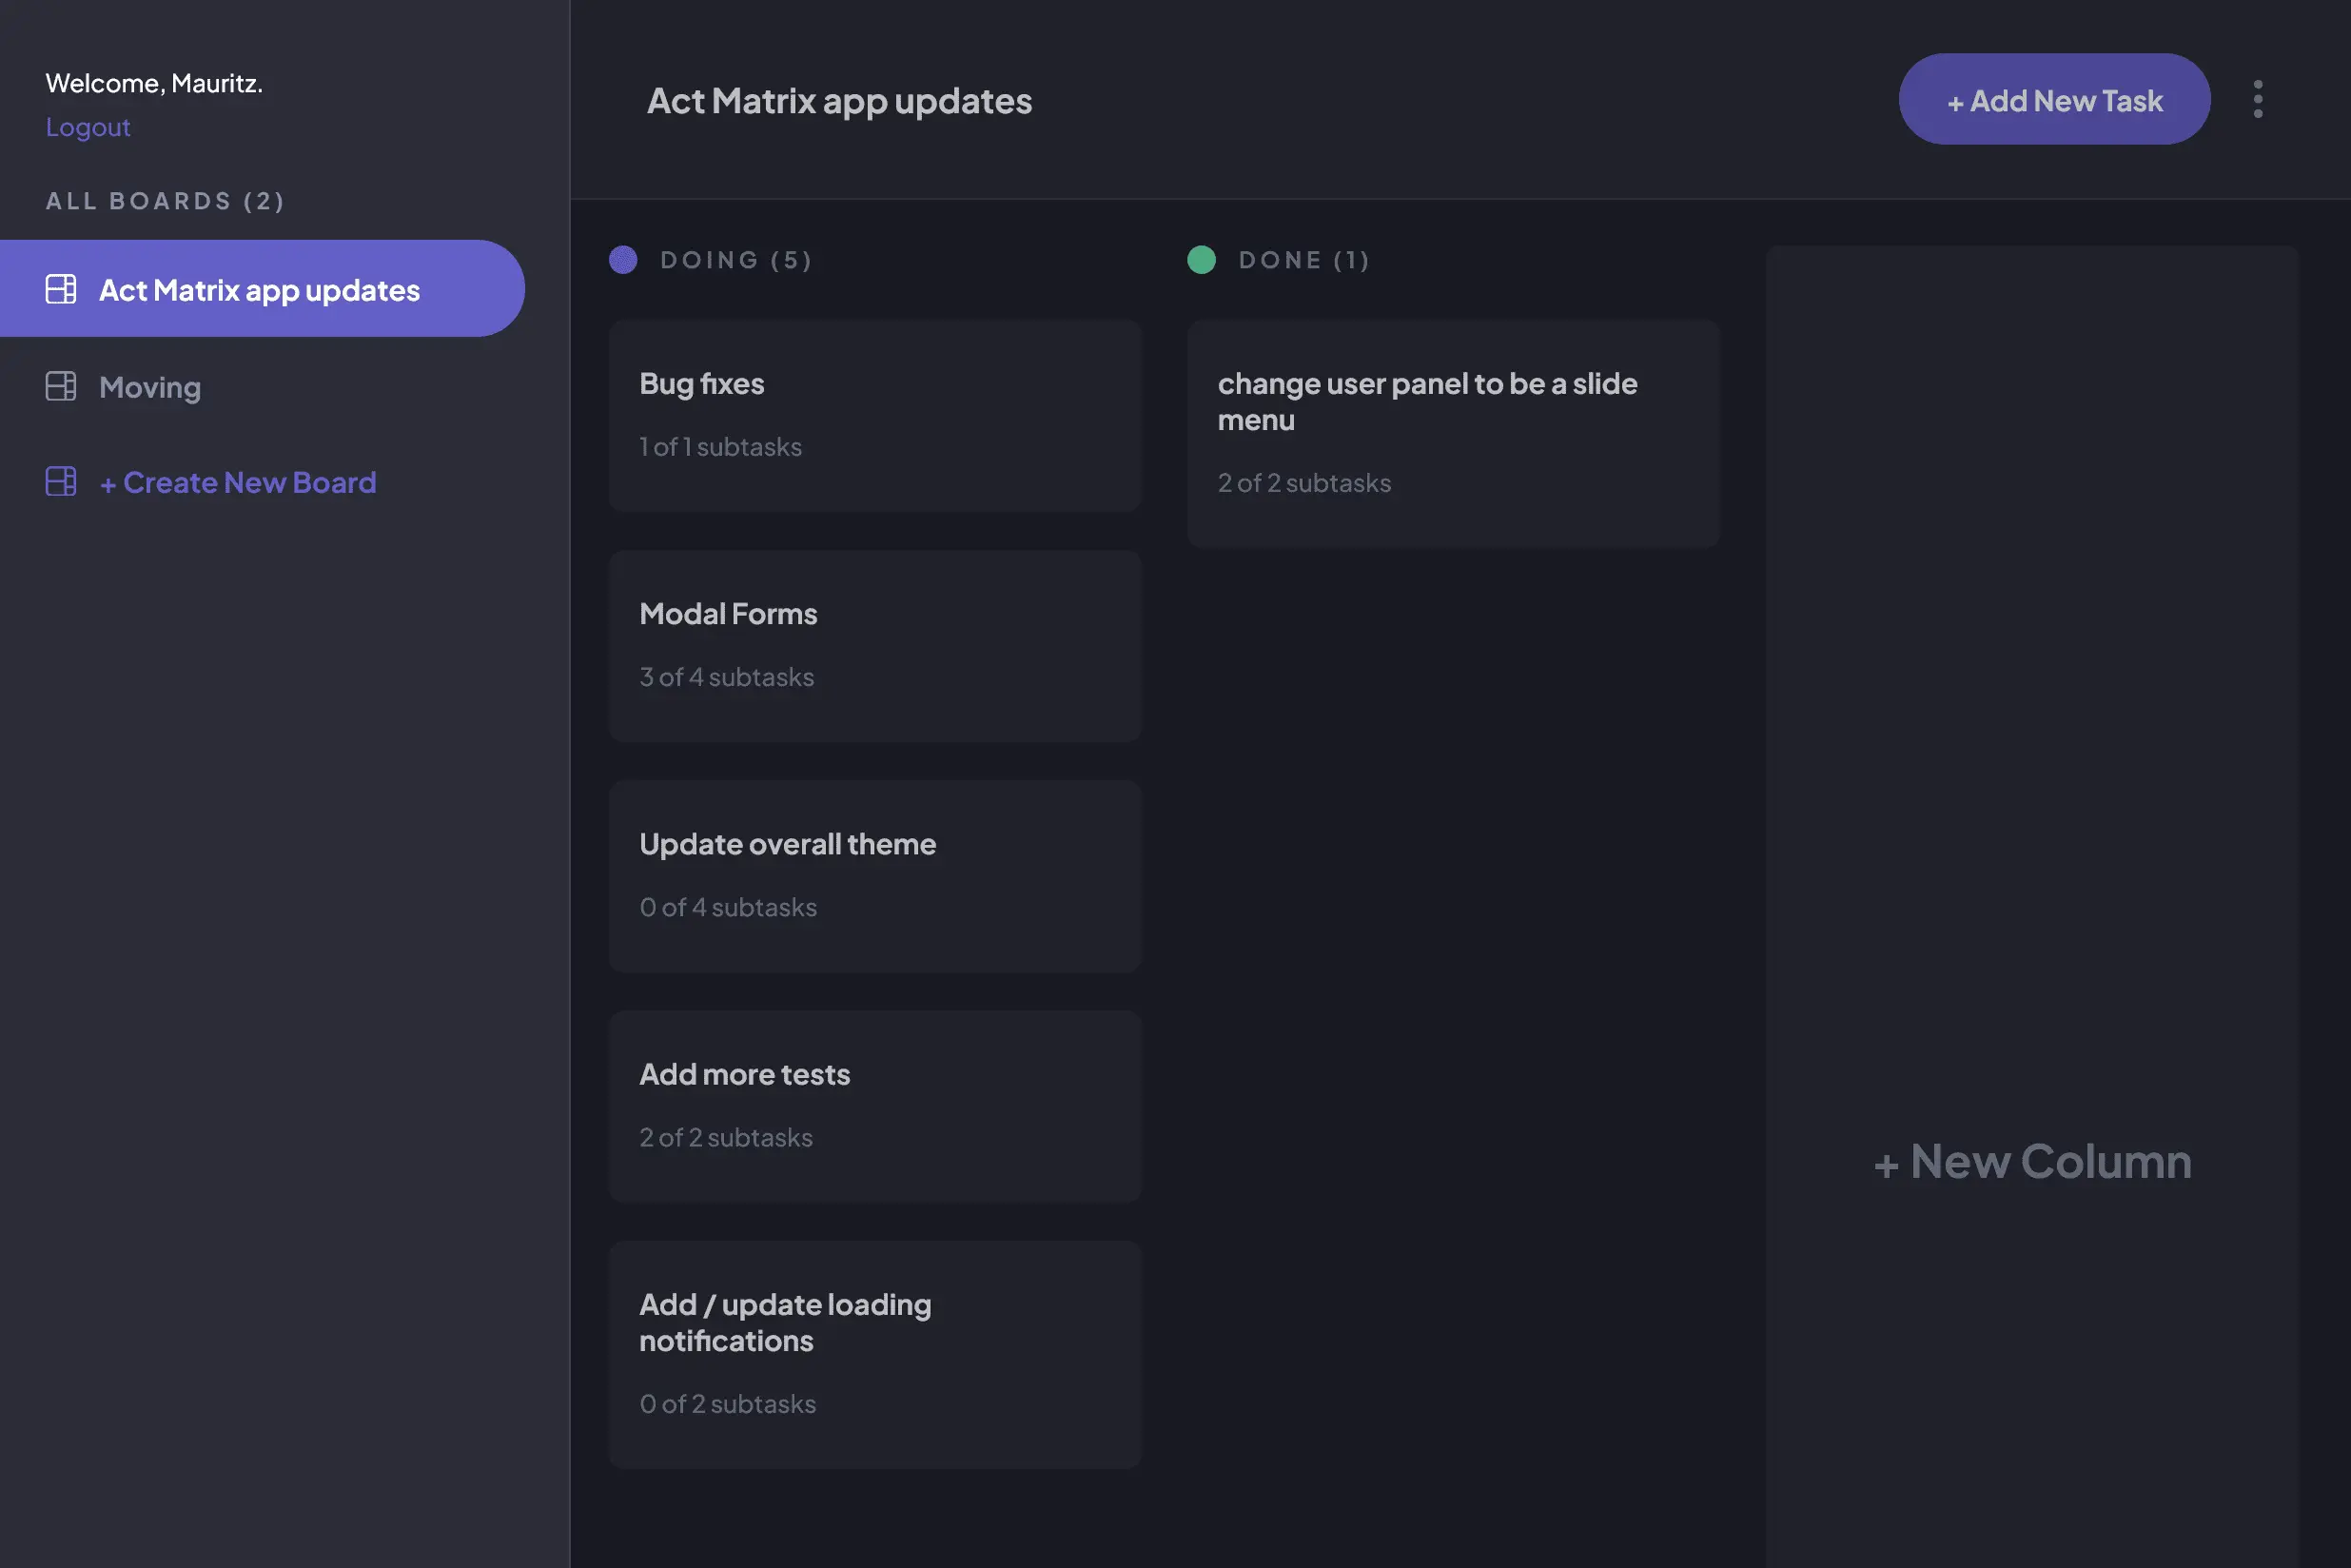 Welcome, Mauritz.
Logout
ALL BOARDS (2)
Act Matrix app updates
Moving
+ Create New Board
Act Matrix app updates
+ Add New Task
DOING (5)
Bug fixes
1 of 1 subtasks
Modal Forms
3 of 4 subtasks
Update overall theme
0 of 4 subtasks
Add more tests
2 of 2 subtasks
Add / update loading
notifications
0 of 2 subtasks
DONE (1)
change user panel to be a slide
menu
2 of 2 subtasks
+ New Column